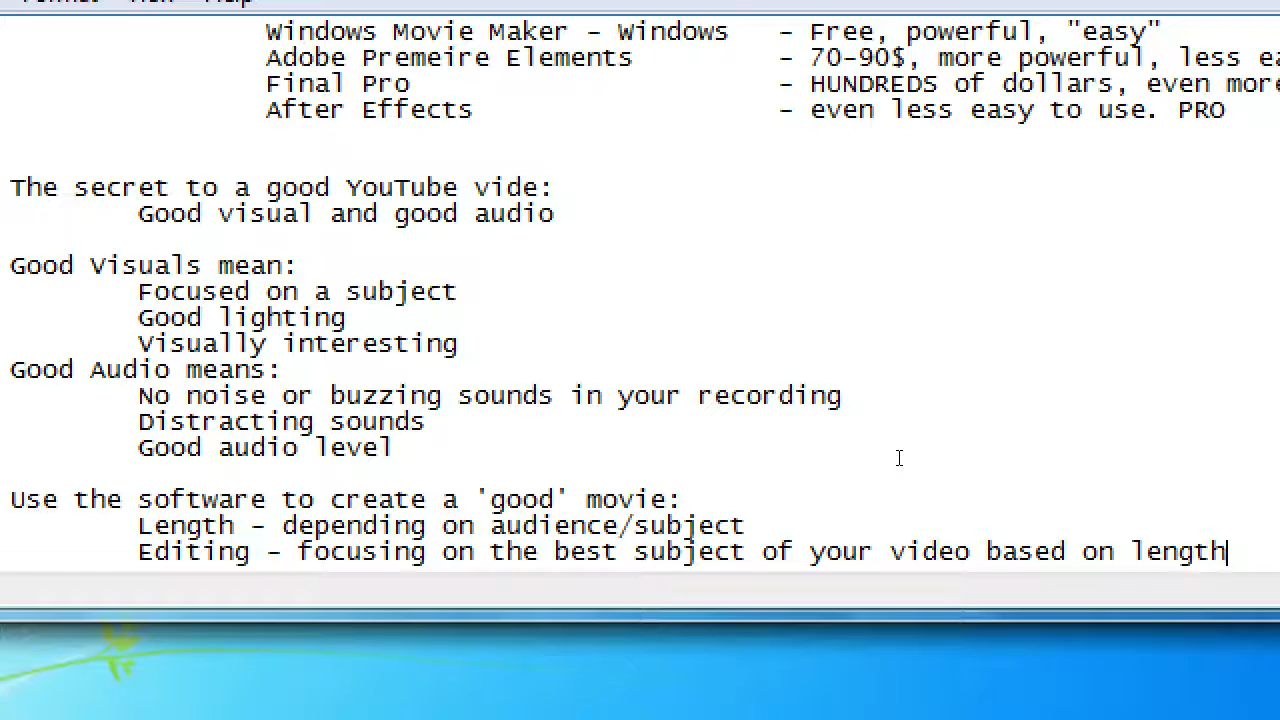 Windows Movie Maker - Windows - Free, powerful, "easy"
Adobe Premeire Elements - 70-90$, more powerful, less
Final Pro - HUNDREDS of dollars, even more
After Effects - even less easy to use. PRO
The secret to a good YouTube vide:
Good visual and good audio
Good Visuals mean:
Focused on a subject
Good lighting
Visually interesting
Good Audio means:
No noise or buzzing sounds in your recording
Distracting sounds
Good audio level
Use the software to create a 'good' movie:
Length - depending on audience/subject
Editing - focusing on the best subject of your video based on length